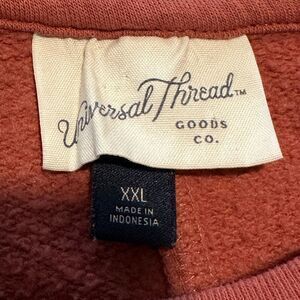 Universal Thread™
GOODS
CO.
XXL
MADE IN
INDONESIA